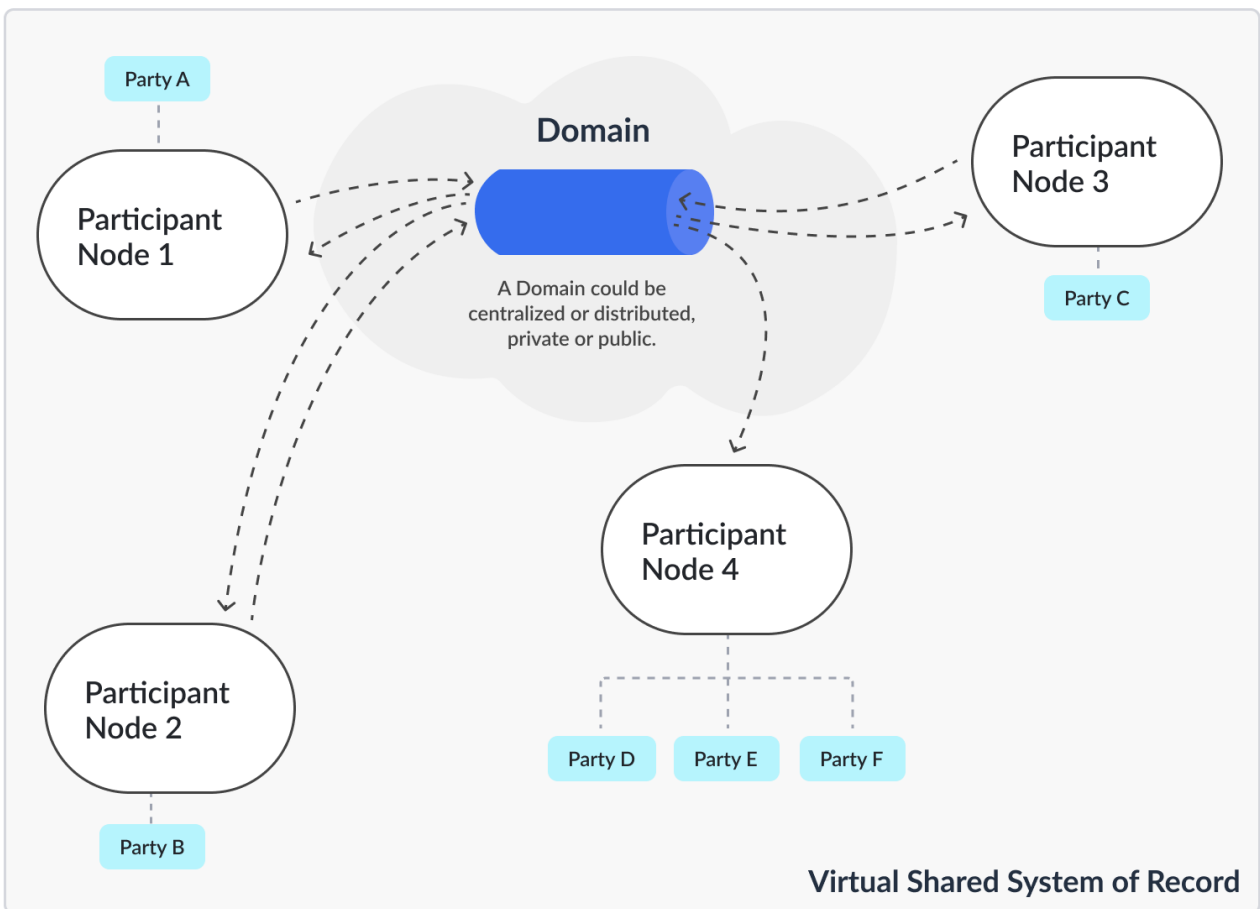 Party A
Domain
Participant
Node 1
Participant
Node 3
A Domain could be
centralized or distributed,
private or public.
Party C
Participant
Node 4
Participant
Node 2
Party D
Party E
Party F
Party B
Virtual Shared System of Record